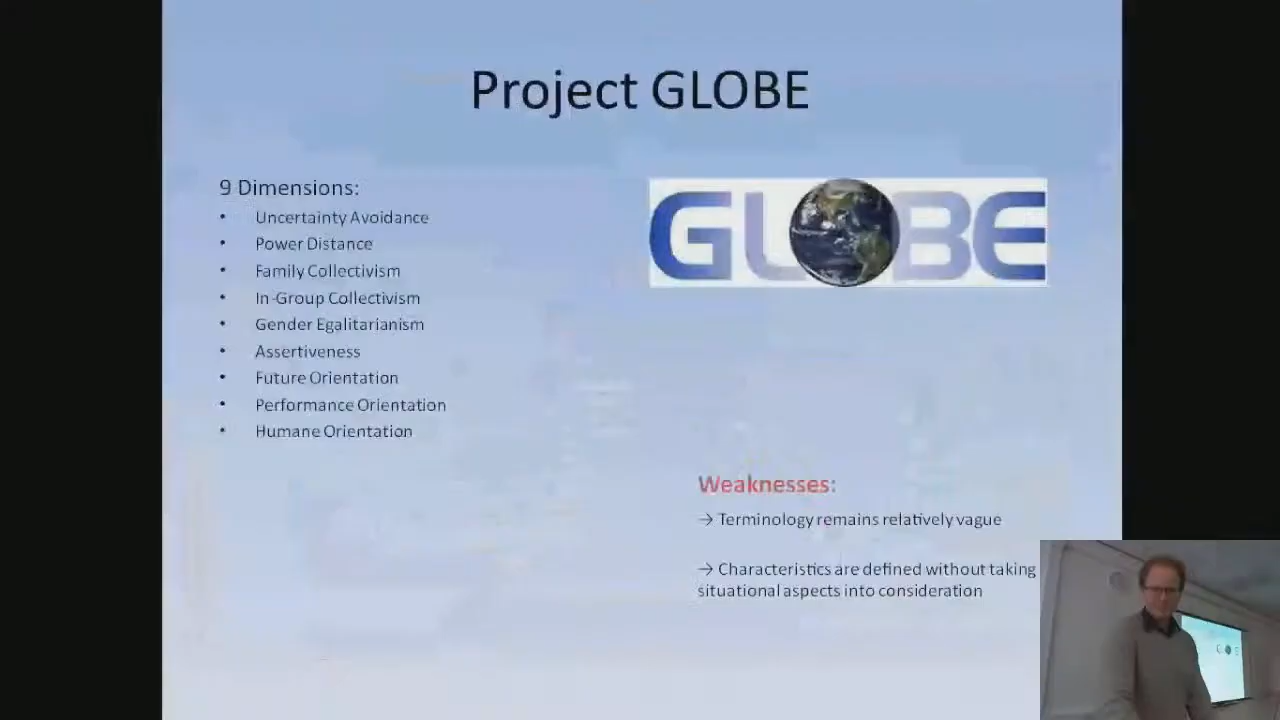 Project GLOBE
9 Dimensions:
• Uncertainty Avoidance
• Power Distance
• Family Collectivism
• In-Group Collectivism
• Gender Egalitarianism
• Assertiveness
• Future Orientation
• Performance Orientation
• Humane Orientation
GLOBE
Weaknesses:
→ Terminology remains relatively vague
→ Characteristics are defined without taking
situational aspects into consideration